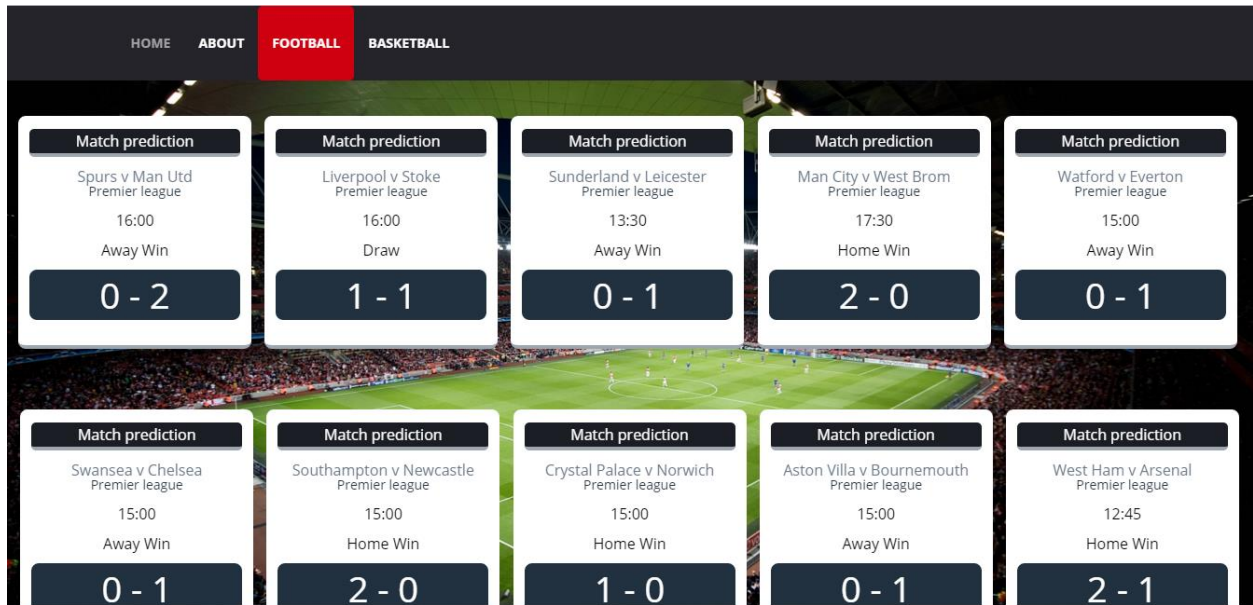 HOME ABOUT FOOTBALL BASKETBALL
Match prediction
Spurs v Man Utd
Premier league
16:00
Away Win
0 - 2
Match prediction
Liverpool v Stoke
Premier league
16:00
Draw
1 - 1
Match prediction
Sunderland v Leicester
Premier league
13:30
Away Win
0 - 1
Match prediction
Man City v West Brom
Premier league
17:30
Home Win
2 - 0
Match prediction
Watford v Everton
Premier league
15:00
Away Win
0 - 1
Match prediction
Swansea v Chelsea
Premier league
15:00
Away Win
0 - 1
Match prediction
Southampton v Newcastle
Premier league
15:00
Home Win
2 - 0
Match prediction
Crystal Palace v Norwich
Premier league
15:00
Home Win
1 - 0
Match prediction
Aston Villa v Bournemouth
Premier league
15:00
Away Win
0 - 1
Match prediction
West Ham v Arsenal
Premier league
12:45
Home Win
2 - 1